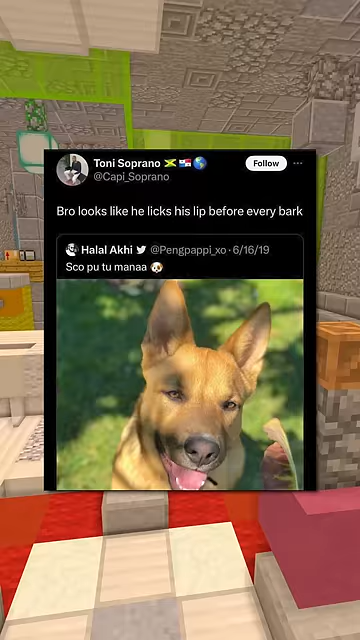 Toni Soprano 🇯🇲 🇵🇦 🌎
@Capi_Soprano
Follow
Bro looks like he licks his lip before every bark
Halal Akhi @Pengpappi_xo · 6/16/19
Sco pu tu manaa 🐶